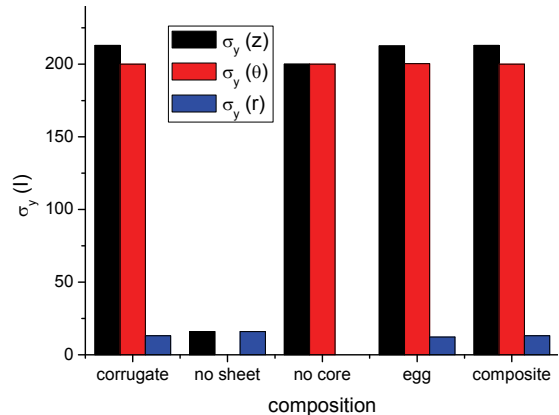 σy (z)
σy (θ)
σy (r)
200
150
100
50
0
σy (I)
corrugate
no sheet
no core
egg
composite
composition